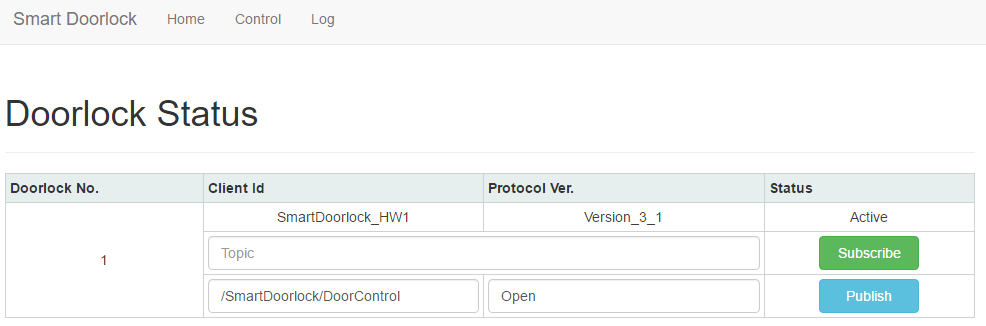 Smart Doorlock Home Control Log
Doorlock Status
Doorlock No. Client Id Protocol Ver. Status
1
SmartDoorlock_HW1 Version_3_1 Active
Topic Subscribe
/SmartDoorlock/DoorControl Open Publish